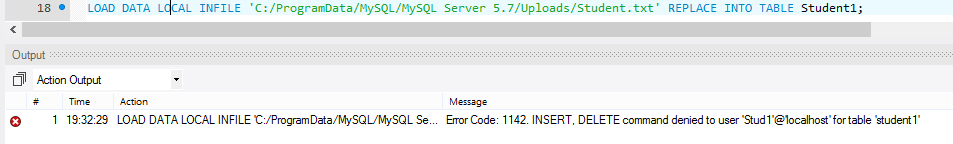 18 LOAD DATA LOCAL INFILE 'C:/ProgramData/MySQL/MySQL Server 5.7/Uploads/Student.txt' REPLACE INTO TABLE Student1;
Output
Action Output
# Time Action Message
1 19:32:29 LOAD DATA LOCAL INFILE 'C:/ProgramData/MySQL/MySQL Se... Error Code: 1142. INSERT, DELETE command denied to user 'Stud1'@'localhost' for table 'student1'